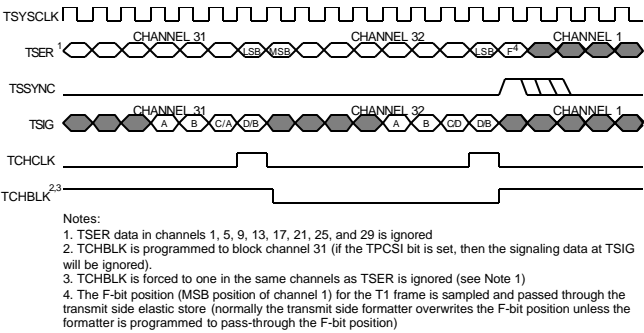 TSYSCLK
CHANNEL 31 CHANNEL 32 CHANNEL 1
TSER 1 LSB MSB LSB F4
TSSYNC
CHANNEL 31 CHANNEL 32 CHANNEL 1
TSIG A B C/A D/B A B C/D D/B
TCHCLK
TCHBLK 2,3
Notes:
1. TSER data in channels 1, 5, 9, 13, 17, 21, 25, and 29 is ignored
2. TCHBLK is programmed to block channel 31 (if the TPCSI bit is set, then the signaling data at TSIG
will be ignored).
3. TCHBLK is forced to one in the same channels as TSER is ignored (see Note 1)
4. The F-bit position (MSB position of channel 1) for the T1 frame is sampled and passed through the
transmit side elastic store (normally the transmit side formatter overwrites the F-bit position unless the
formatter is programmed to pass-through the F-bit position)